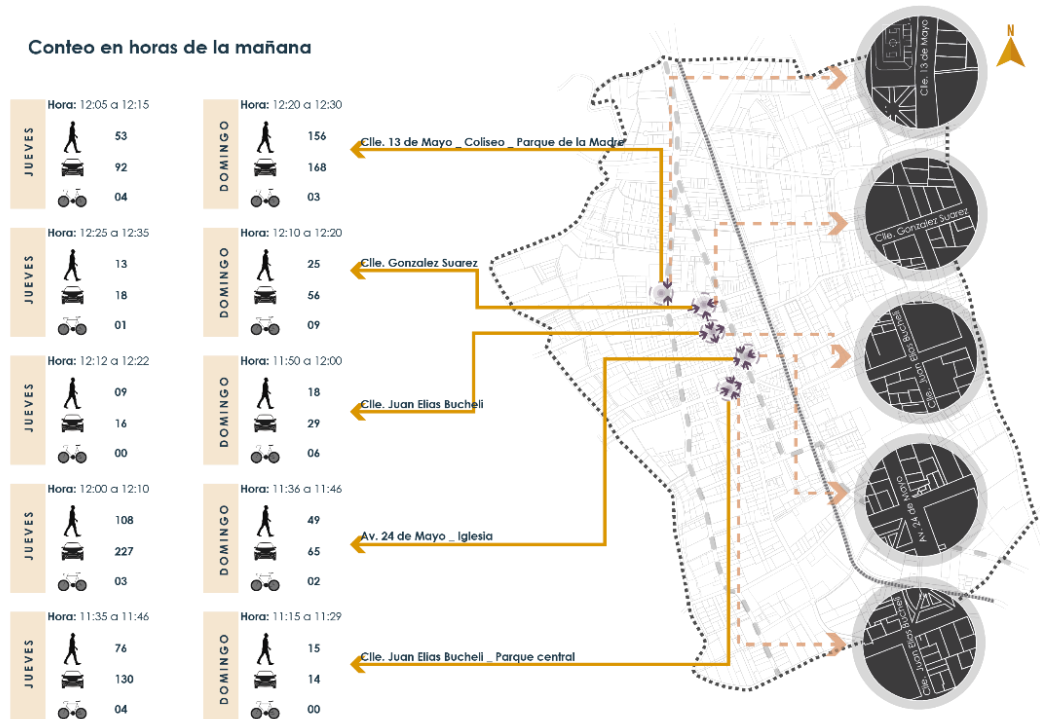 Conteo en horas de la mañana
N
JUEVES
Hora: 12:05 a 12:15
53
92
04
DOMINGO
Hora: 12:20 a 12:30
156
168
03
Clle. 13 de Mayo _ Coliseo _ Parque de la Madre
Clle. 13 de Mayo
JUEVES
Hora: 12:25 a 12:35
13
18
01
DOMINGO
Hora: 12:10 a 12:20
25
56
09
Clle. Gonzalez Suarez
Clle. Gonzalez Suarez
JUEVES
Hora: 12:12 a 12:22
09
16
00
DOMINGO
Hora: 11:50 a 12:00
18
29
06
Clle. Juan Elias Bucheli
Clle. Juan Elias Bucheli
JUEVES
Hora: 12:00 a 12:10
108
227
03
DOMINGO
Hora: 11:36 a 11:46
49
65
02
Av. 24 de Mayo _ Iglesia
Av. 24 de Mayo
JUEVES
Hora: 11:35 a 11:46
76
130
04
DOMINGO
Hora: 11:15 a 11:29
15
14
00
Clle. Juan Elias Bucheli _ Parque central
Clle. Juan Elias Bucheli